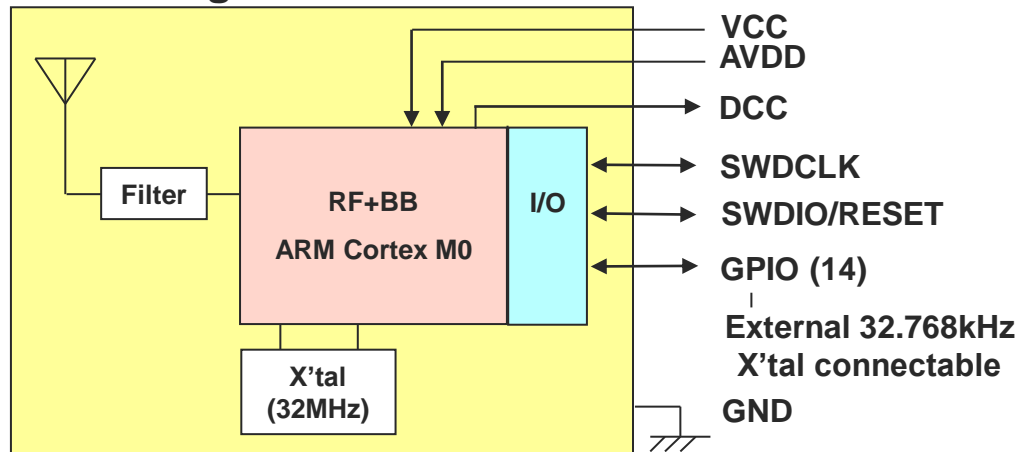 VCC
AVDD
DCC
Filter
RF+BB
ARM Cortex M0
I/O
SWDCLK
SWDIO/RESET
GPIO (14)
External 32.768kHz
X'tal connectable
X'tal
(32MHz)
GND